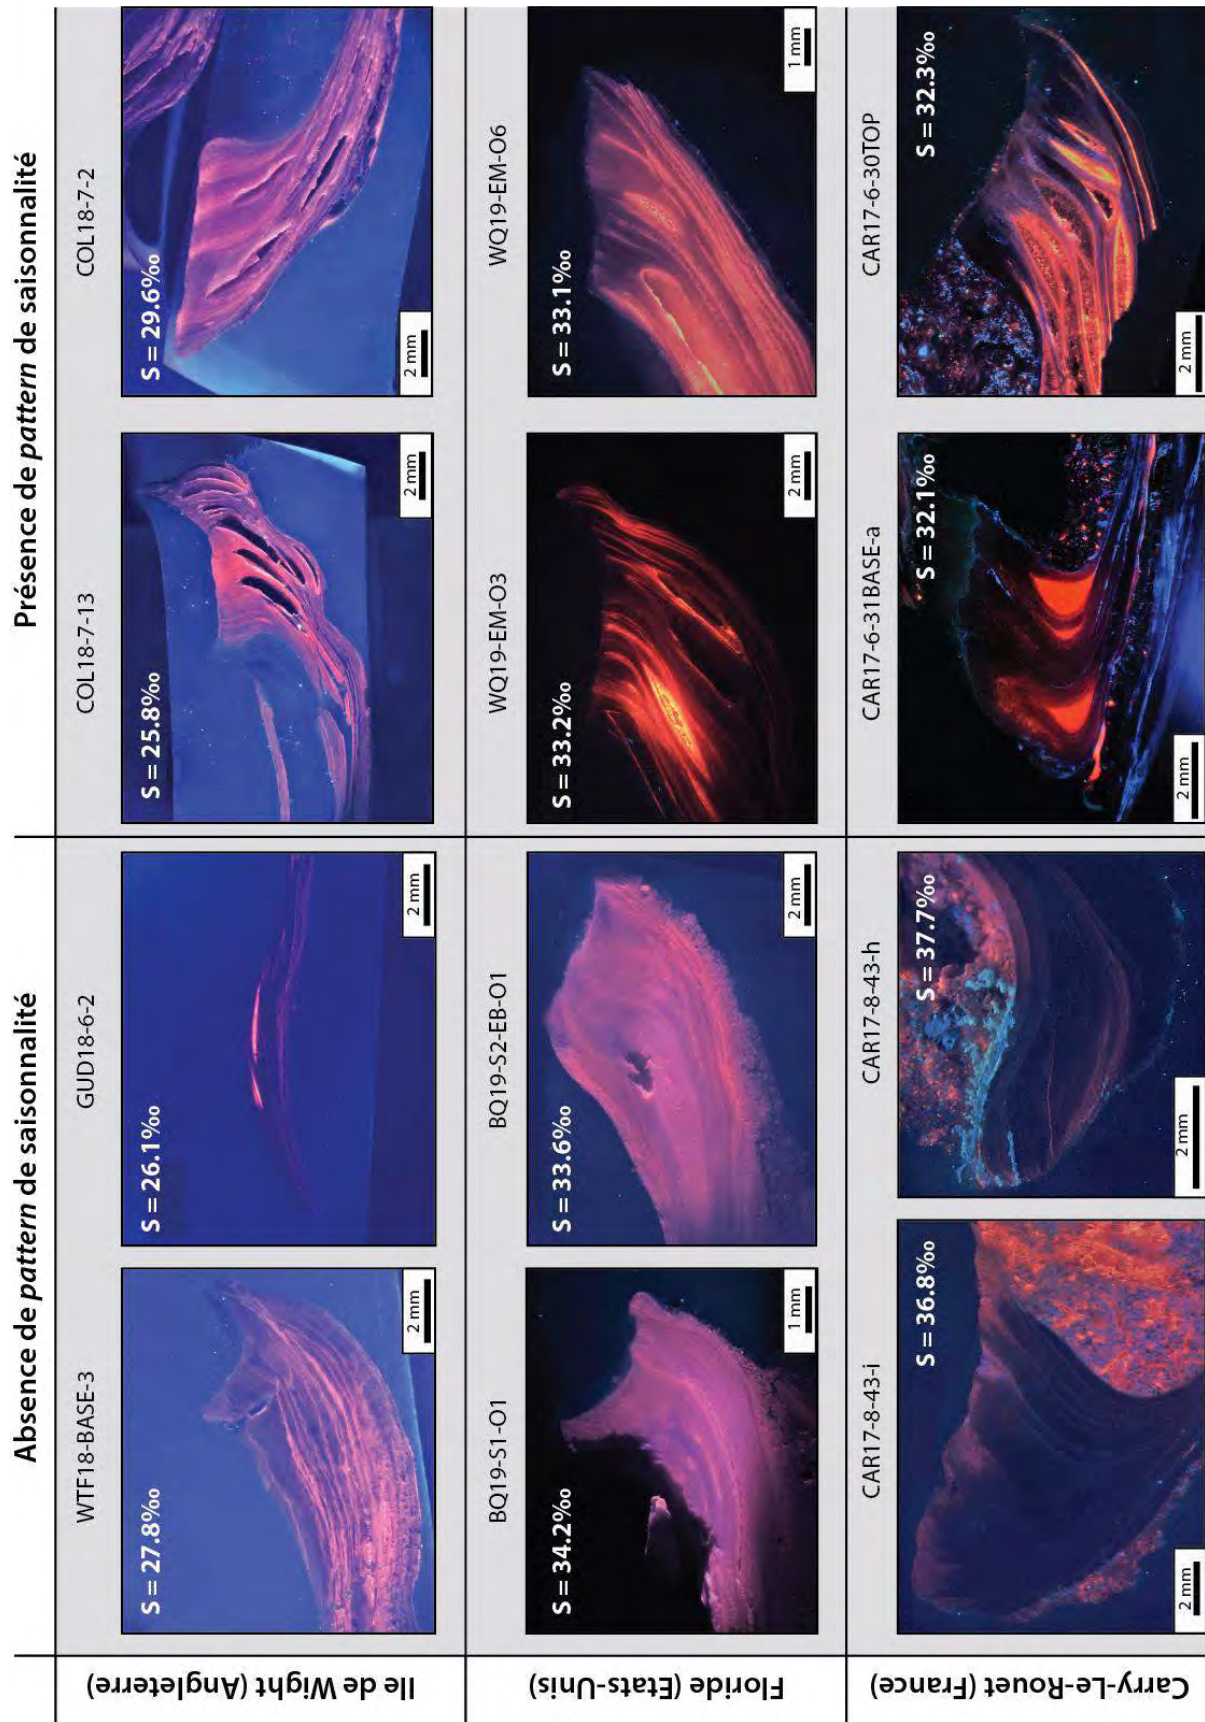 Absence de pattern de saisonnalité
Présence de pattern de saisonnalité
Ile de Wight (Angleterre)
WTF18-BASE-3
S = 27.8‰
2 mm
GUD18-6-2
S = 26.1‰
2 mm
COL18-7-13
S = 25.8‰
2 mm
COL18-7-2
S = 29.6‰
2 mm
Floride (Etats-Unis)
BQ19-S1-O1
S = 34.2‰
1 mm
BQ19-S2-EB-O1
S = 33.6‰
2 mm
WQ19-EM-O3
S = 33.2‰
2 mm
WQ19-EM-O6
S = 33.1‰
1 mm
Carry-Le-Rouet (France)
CAR17-8-43-i
S = 36.8‰
2 mm
CAR17-8-43-h
S = 37.7‰
2 mm
CAR17-6-31BASE-a
S = 32.1‰
2 mm
CAR17-6-30TOP
S = 32.3‰
2 mm